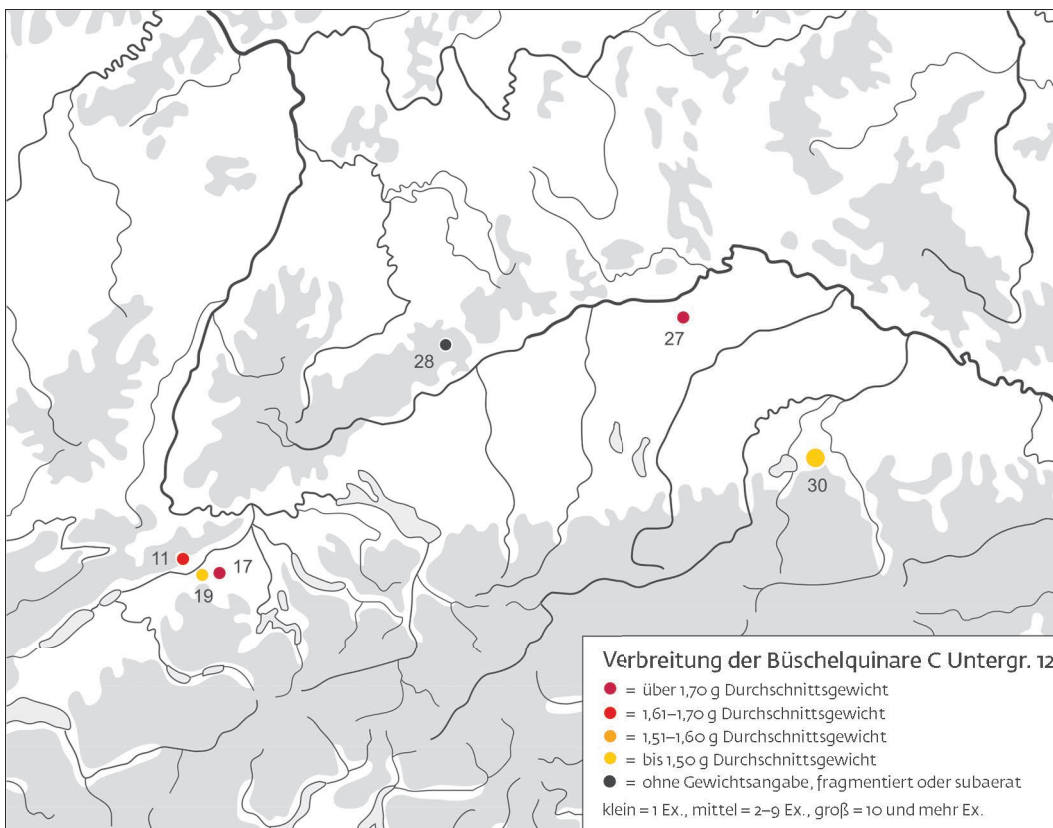 28
27
30
11
17
19
Verbreitung der Büschelquinare C Untergr. 12
= über 1,70 g Durchschnittsgewicht
= 1,61–1,70 g Durchschnittsgewicht
= 1,51–1,60 g Durchschnittsgewicht
= bis 1,50 g Durchschnittsgewicht
= ohne Gewichtsangabe, fragmentiert oder subaerat
klein = 1 Ex., mittel = 2–9 Ex., groß = 10 und mehr Ex.